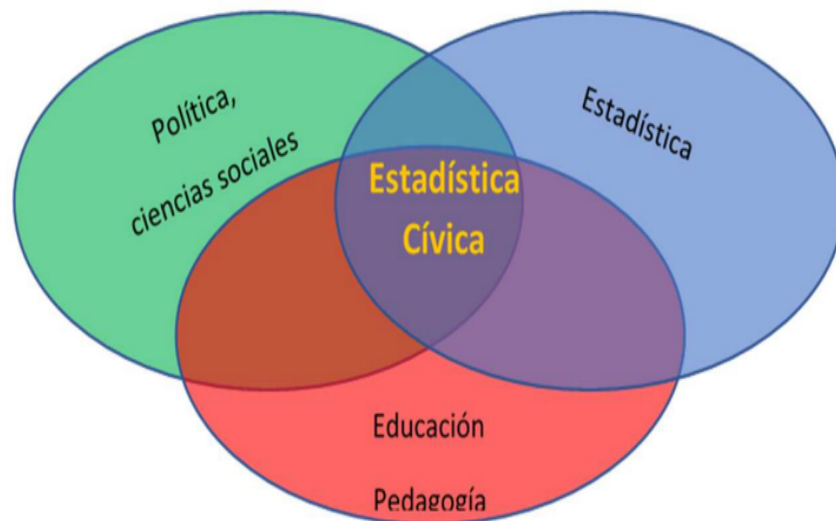 Política,
ciencias sociales
Estadística
Estadística
Cívica
Educación
Pedagogía